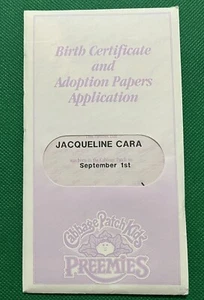 Birth Certificate
and
Adoption Papers
Application
JACQUELINE CARA
September 1st
Cabbage Patch Kids
PREEMIES